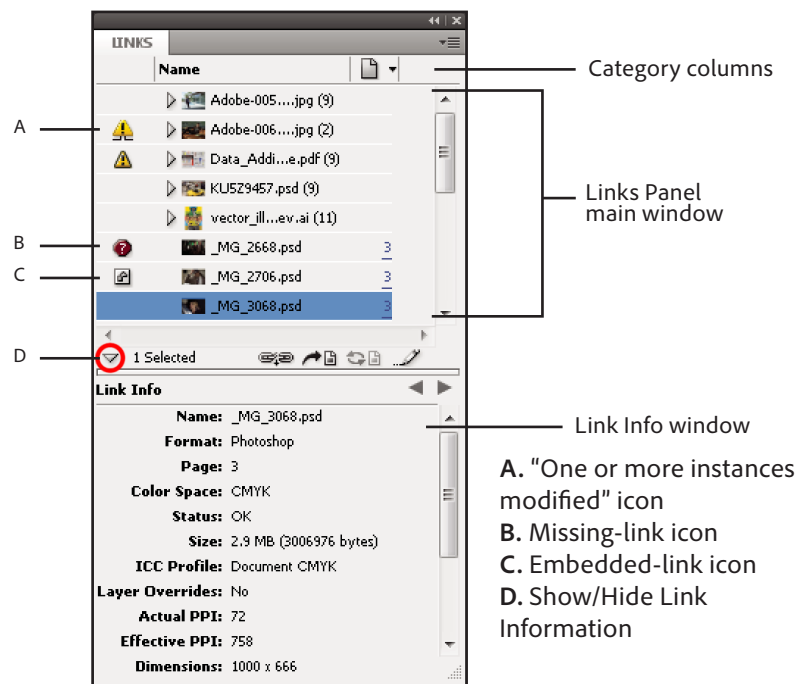 LINKS
Name
Category columns
Adobe-005....jpg (9)
A
Adobe-006....jpg (2)
Data_Addi...e.pdf (9)
KU5Z9457.psd (9)
Links Panel
main window
vector_ill...ev.ai (11)
B
_MG_2668.psd 3
C
_MG_2706.psd 3
_MG_3068.psd 3
D
1 Selected
Link Info
Name: _MG_3068.psd
Link Info window
Format: Photoshop
Page: 3
Color Space: CMYK
Status: OK
Size: 2.9 MB (3006976 bytes)
ICC Profile: Document CMYK
Layer Overrides: No
Actual PPI: 72
Effective PPI: 758
Dimensions: 1000 x 666
A. “One or more instances
modified” icon
B. Missing-link icon
C. Embedded-link icon
D. Show/Hide Link
Information